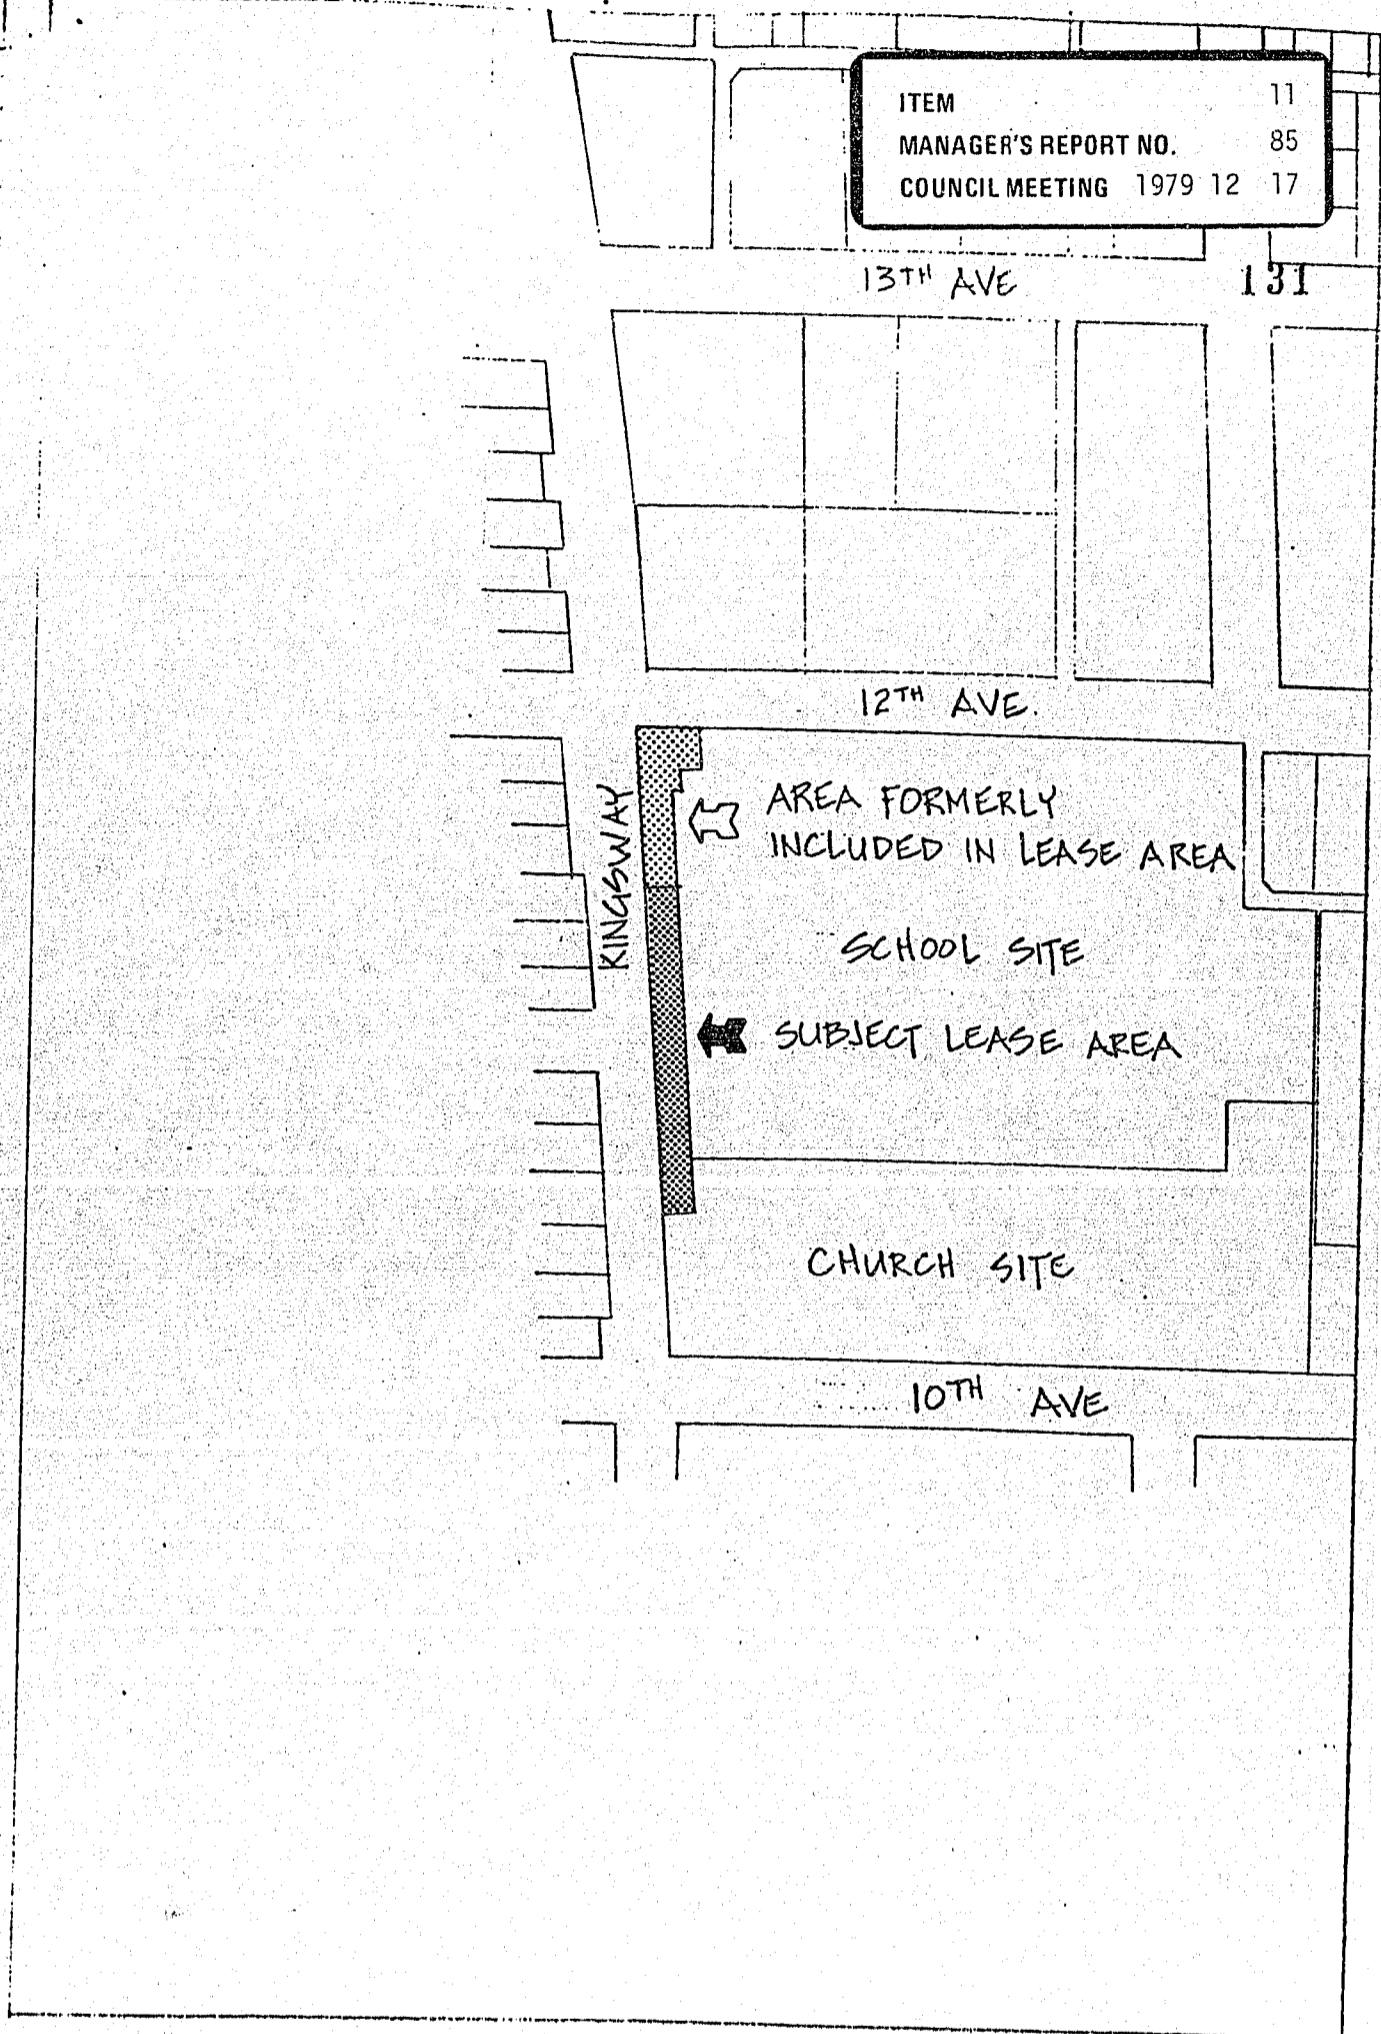 ITEM 11
MANAGER'S REPORT NO. 85
COUNCIL MEETING 1979 12 17
13TH AVE
131
12TH AVE.
KINGSWAY
AREA FORMERLY
INCLUDED IN LEASE AREA
SCHOOL SITE
SUBJECT LEASE AREA
CHURCH SITE
10TH AVE